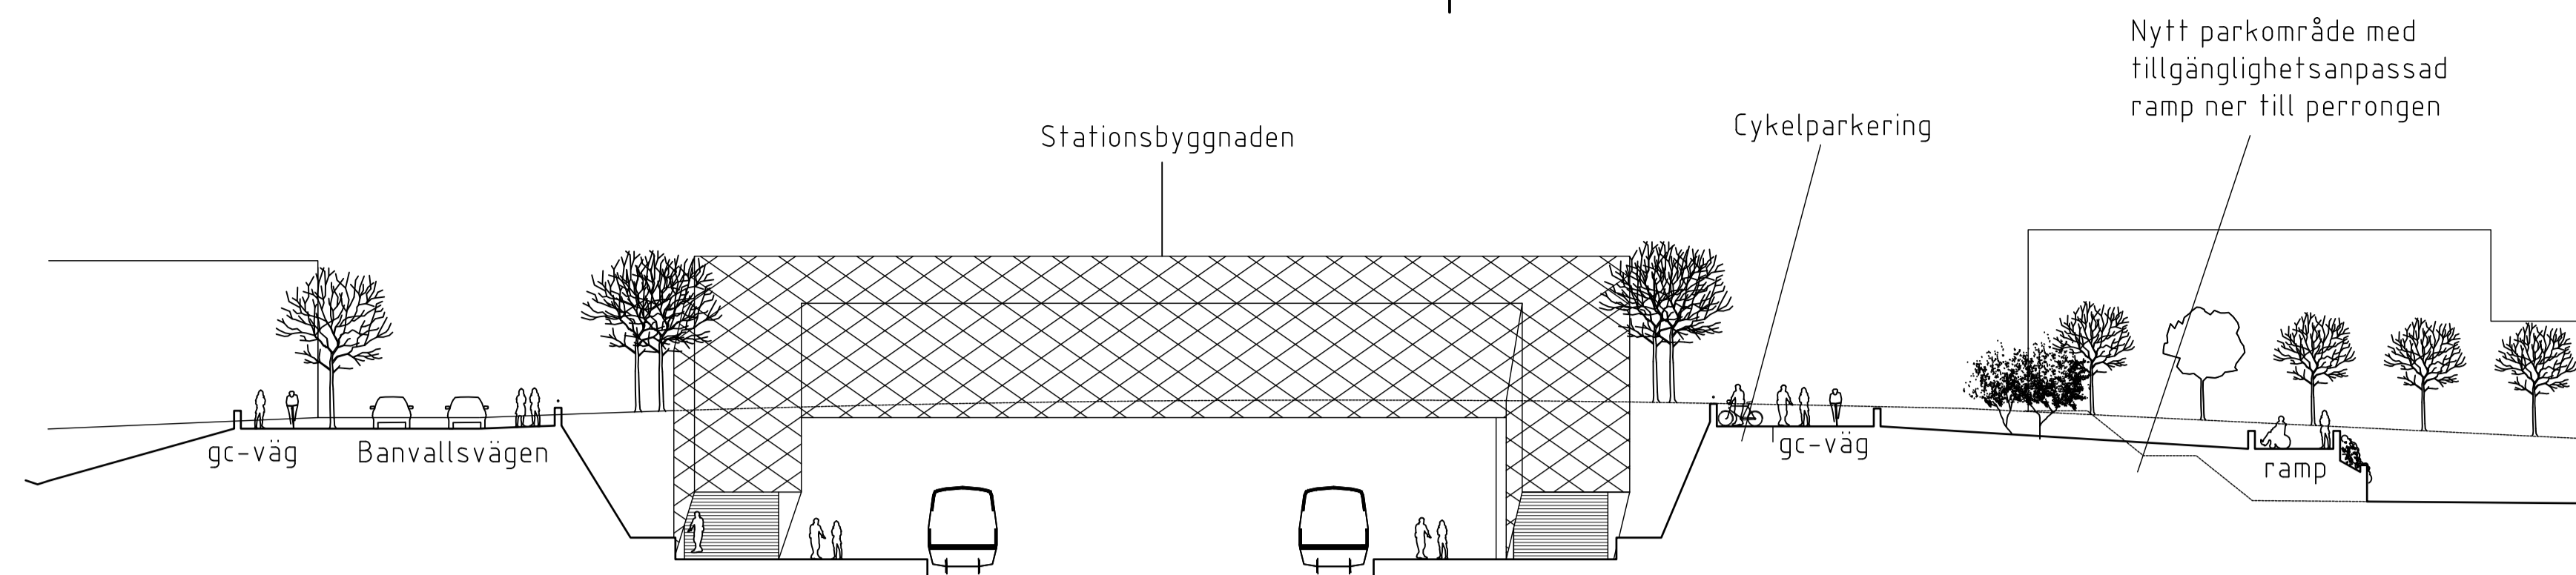 Nytt parkområde med
tillgänglighetsanpassad
ramp ner till perrongen
Stationsbyggnaden
Cykelparkering
gc-väg
Banvallsvägen
gc-väg
ramp